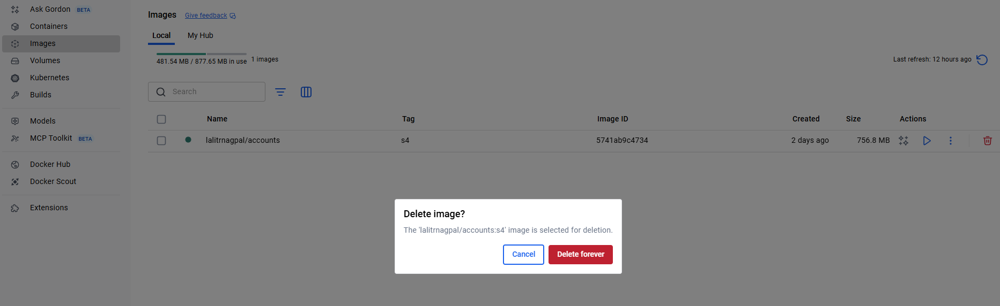 Ask Gordon BETA
Containers
Images
Volumes
Kubernetes
Builds
Models
MCP Toolkit BETA
Docker Hub
Docker Scout
Extensions
Images Give feedback
Local My Hub
481.54 MB / 877.65 MB in use 1 images
Last refresh: 12 hours ago
Search
Name Tag Image ID Created Size Actions
lalitrnagpal/accounts s4 5741ab9c4734 2 days ago 756.8 MB
Delete image?
The 'lalitrnagpal/accounts:s4' image is selected for deletion.
Cancel Delete forever